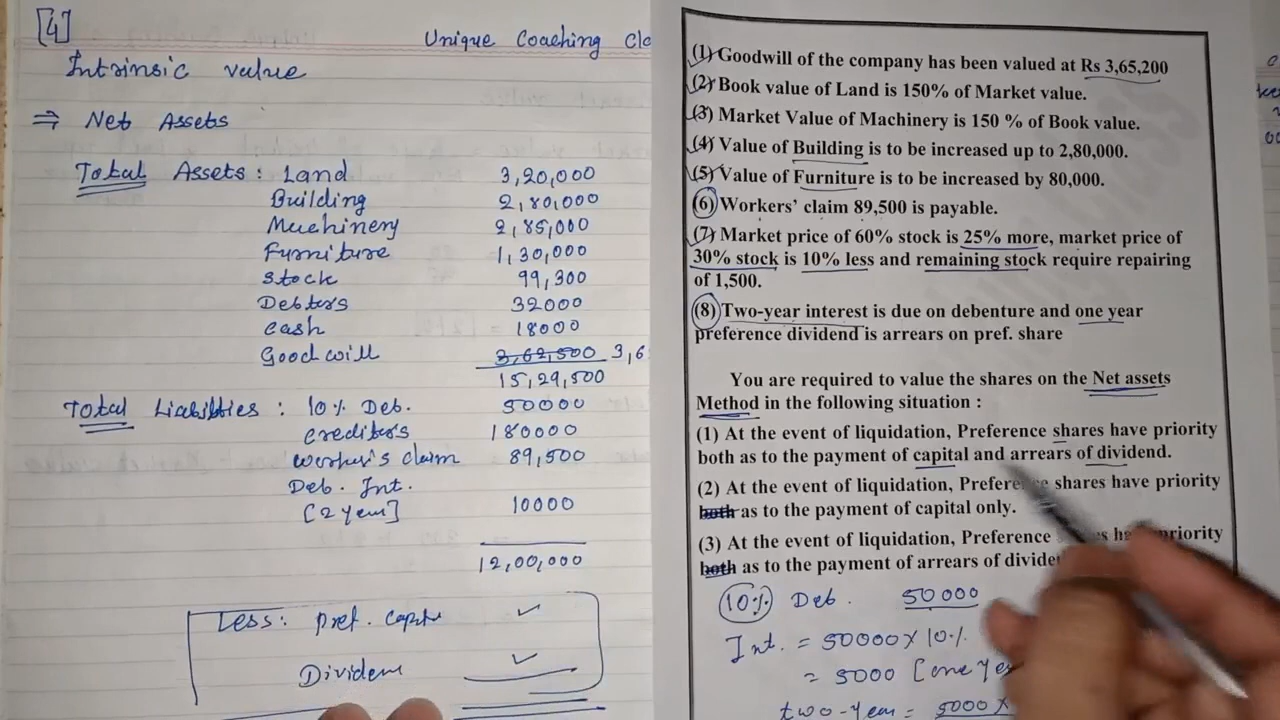 [4]
Unique Coaching Cla
Intrinsic value
⇒ Net Assets
Total Assets: Land 3,20,000
Building 2,80,000
Machinery 2,85,000
Furniture 1,30,000
Stock 99,300
Debtors 32000
Cash 18000
Goodwill 3,62,500 3,6
15,29,500
Total Liabilities: 10% Deb. 50000
creditors 180000
Worker's claim 89,500
Deb. Int.
[2 year] 10000
12,00,000
Less: Pref. Capital ✓
Dividend ✓
(1) Goodwill of the company has been valued at Rs 3,65,200
(2) Book value of Land is 150% of Market value.
(3) Market Value of Machinery is 150 % of Book value.
(4) Value of Building is to be increased up to 2,80,000.
(5) Value of Furniture is to be increased by 80,000.
(6) Workers' claim 89,500 is payable.
(7) Market price of 60% stock is 25% more, market price of
30% stock is 10% less and remaining stock require repairing
of 1,500.
(8) Two-year interest is due on debenture and one year
preference dividend is arrears on pref. share
You are required to value the shares on the Net assets
Method in the following situation :
(1) At the event of liquidation, Preference shares have priority
both as to the payment of capital and arrears of dividend.
(2) At the event of liquidation, Preference shares have priority
both as to the payment of capital only.
(3) At the event of liquidation, Preference priority
both as to the payment of arrears of
10% Deb. 50000
Int. = 50000 × 10%
= 5000 [one
two-year = 5000 ×